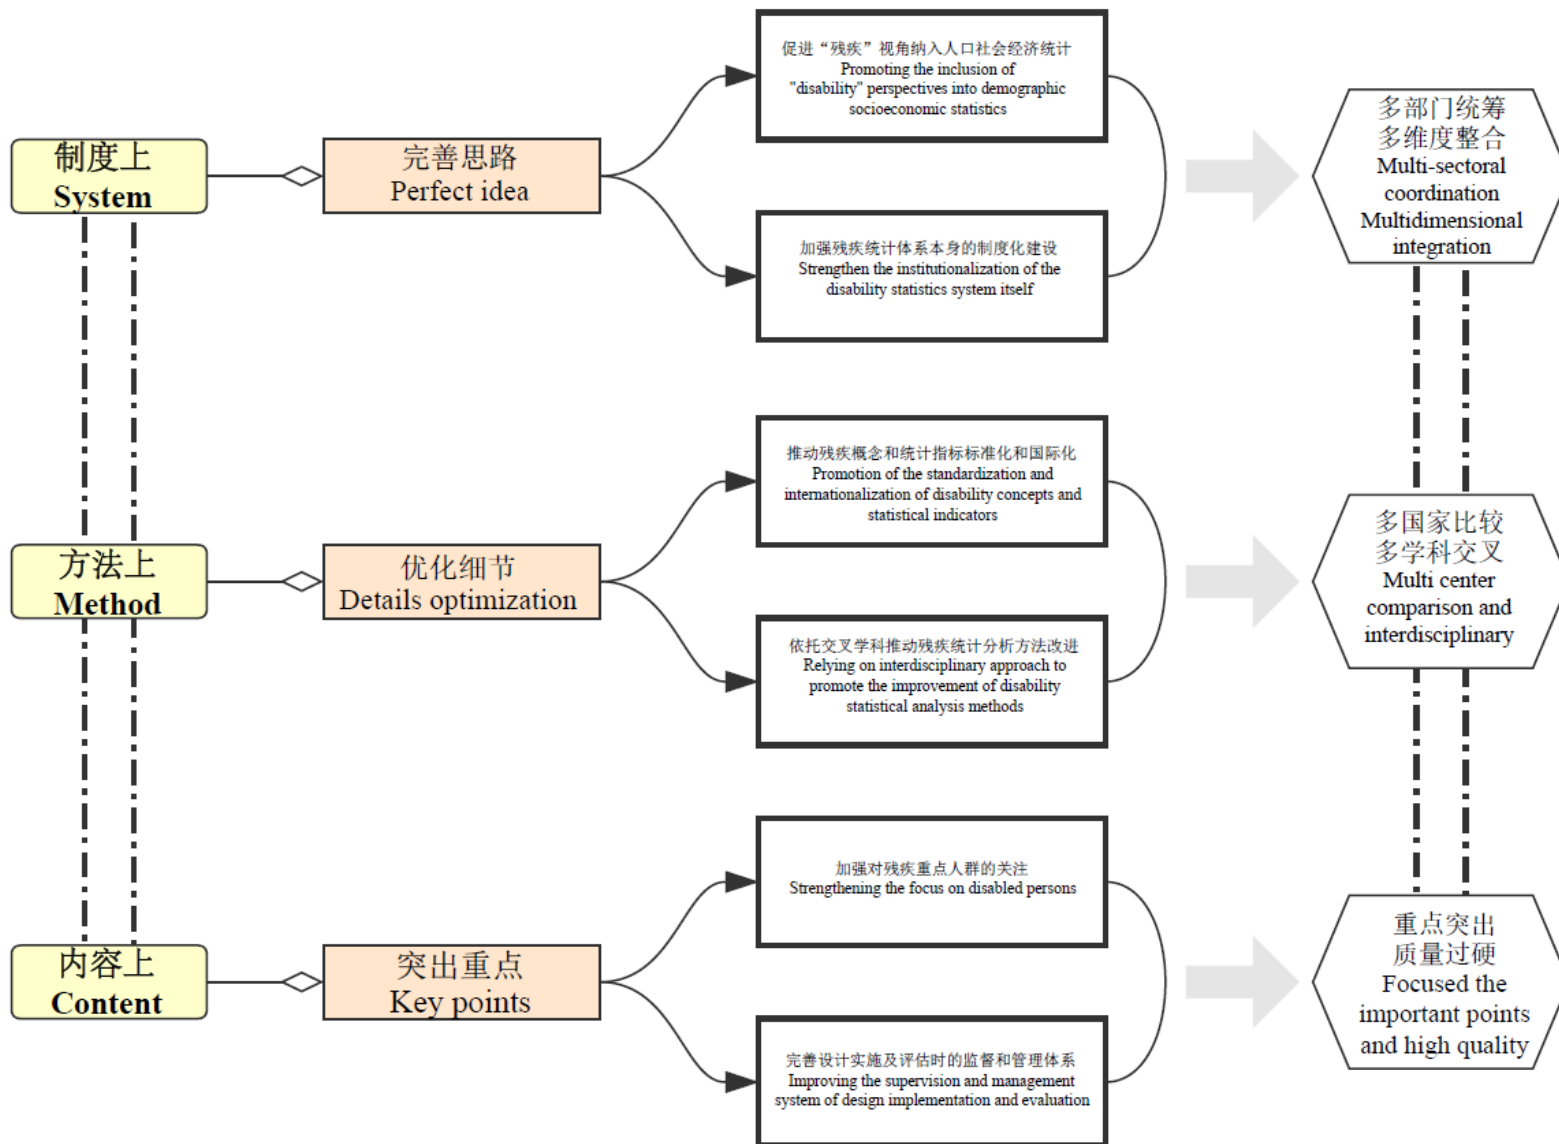 制度上
System
完善思路
Perfect idea
促进“残疾”视角纳入人口社会经济统计
Promoting the inclusion of
"disability" perspectives into demographic
socioeconomic statistics
加强残疾统计体系本身的制度化建设
Strengthen the institutionalization of the
disability statistics system itself
多部门统筹
多维度整合
Multi-sectoral
coordination
Multidimensional
integration
方法上
Method
优化细节
Details optimization
推动残疾概念和统计指标标准化和国际化
Promotion of the standardization and
internationalization of disability concepts and
statistical indicators
依托交叉学科推动残疾统计分析方法改进
Relying on interdisciplinary approach to
promote the improvement of disability
statistical analysis methods
多国家比较
多学科交叉
Multi center
comparison and
interdisciplinary
内容上
Content
突出重点
Key points
加强对残疾重点人群的关注
Strengthening the focus on disabled persons
完善设计实施及评估时的监督和管理体系
Improving the supervision and management
system of design implementation and evaluation
重点突出
质量过硬
Focused the
important points
and high quality